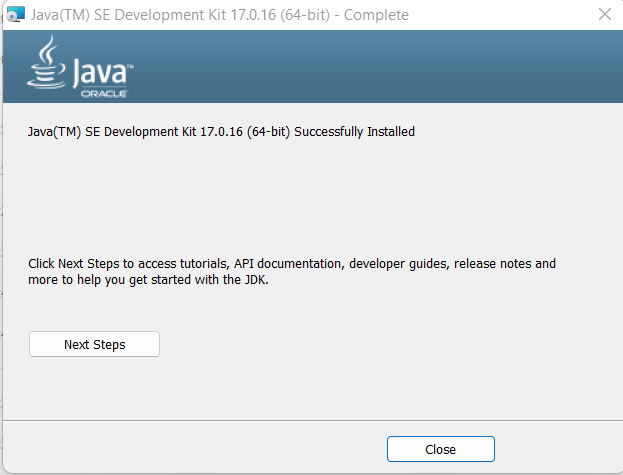 Java(TM) SE Development Kit 17.0.16 (64-bit) - Complete
Java™
ORACLE
Java(TM) SE Development Kit 17.0.16 (64-bit) Successfully Installed
Click Next Steps to access tutorials, API documentation, developer guides, release notes and
more to help you get started with the JDK.
Next Steps
Close